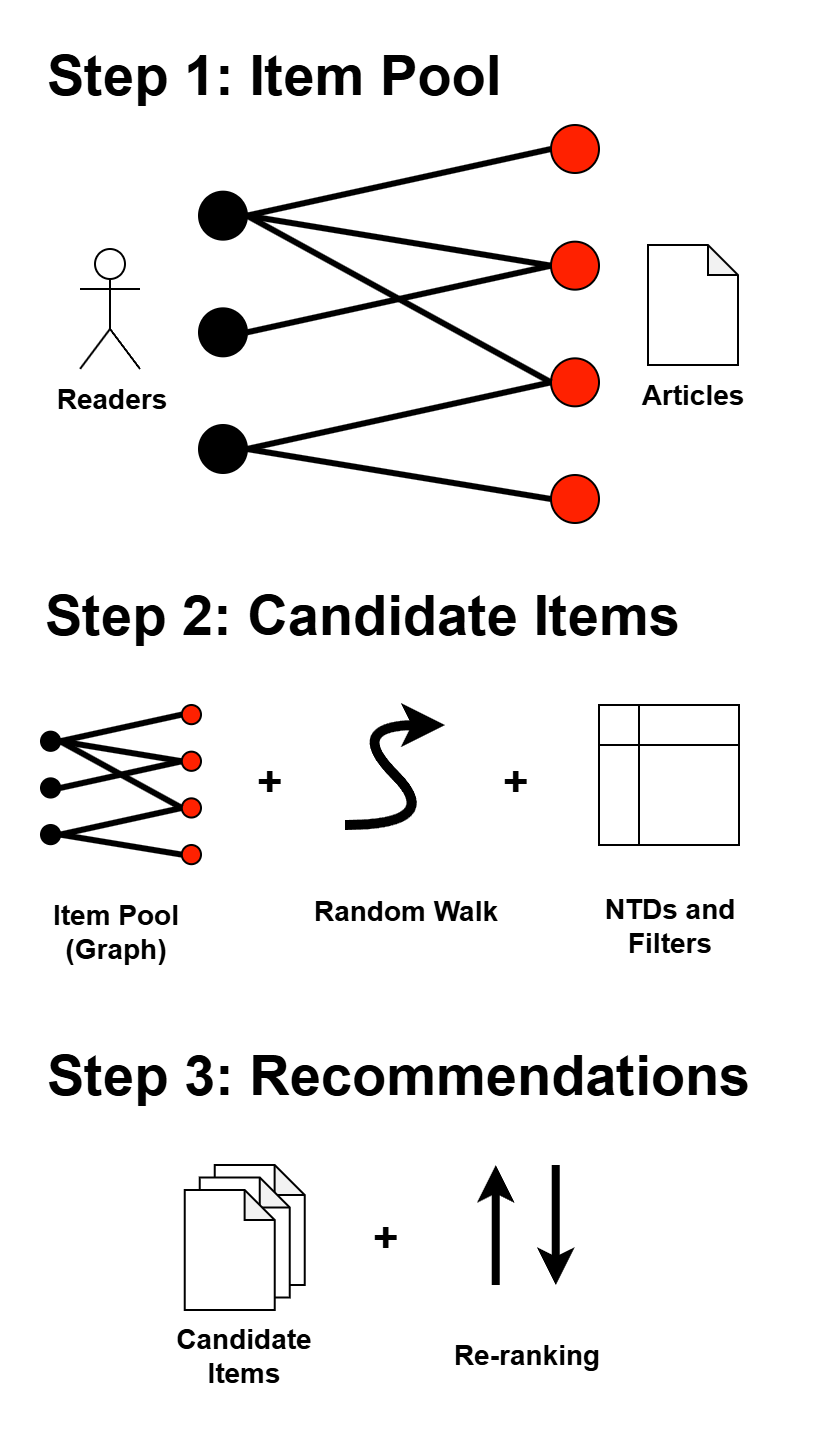 Step 1: Item Pool
Readers
Articles
Step 2: Candidate Items
+
+
Item Pool
(Graph)
Random Walk
NTDs and
Filters
Step 3: Recommendations
+
Candidate
Items
Re-ranking